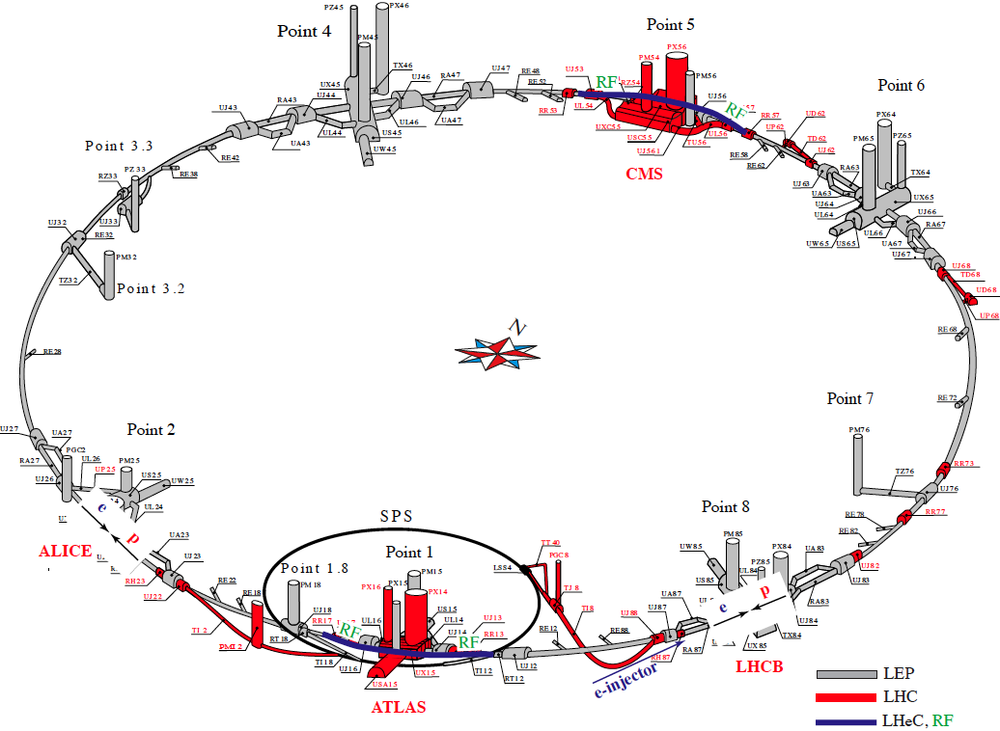 Point 5
Point 4
PZ45
PX46
PM45
TX46
UX45
UJ46
RA47
UJ47
RE48
RE52
UJ53
RF
RZ54
PM54
PX56
PM56
UJ56
RF
RR53
UL54
UXC55
USC55
UJ561
TU56
UL56
CMS
RR57
UP62
UD62
TD62
UJ62
RE58
RE62
Point 6
PX64
PM65
PZ65
RA63
TX64
UJ63
UA63
UJ64
UL64
UX65
UJ66
RA67
UW65
US65
UL66
UA67
UJ67
UJ68
TD68
UD68
UP68
RE68
RE72
RA43
UJ44
UJ43
UA43
UL44
UL46
UA47
US45
UW45
Point 3.3
RE42
RE38
RZ33
PZ 33
UJ33
UJ32
RE32
PM32
TZ32
Point 3.2
RE28
N
Point 7
PM76
TZ76
RR73
UJ76
RR77
RE78
RE82
UJ82
UJ27
UA27
Point 2
PGC2
RA27
UL26
UP25
PM25
UJ26
US25
UW25
UL24
e
p
ALICE
UA23
UJ23
RH23
UJ22
RE22
RE18
TI 2
PMI 2
SPS
Point 1
Point 1.8
PM18
UJ18
RR17
RT18
TI18
UJ16
RF
UL16
PX16
PX15
PM15
PX14
US15
UL14
UJ14
UJ13
RR13
RF
USA15
UX15
ATLAS
TI12
RT12
UJ12
LSS4
TT40
PGC8
TJ 8
TI8
RE12
RE88
UJ88
UJ87
UA87
RH87
RA87
e-injector
Point 8
PM85
UW85
UL84
PZ85
PX84
UA83
US85
e
p
UJ83
RA83
UJ84
TX84
UX85
LHCB
LEP
LHC
LHeC, RF